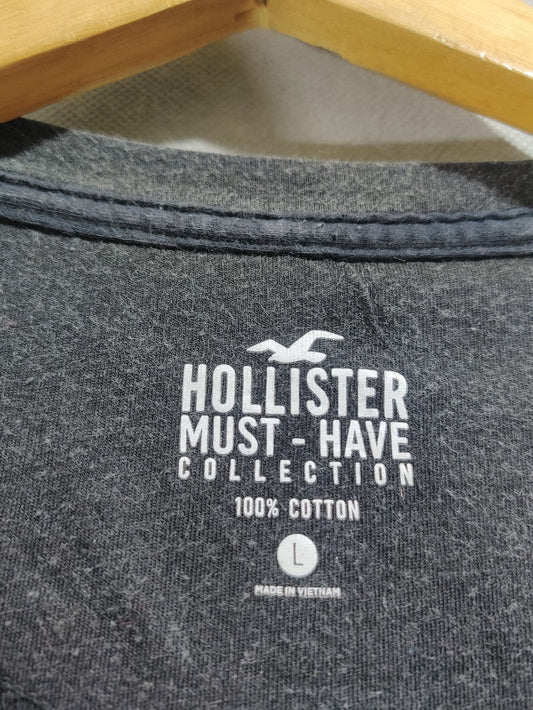 HOLLISTER
MUST - HAVE
COLLECTION
100% COTTON
L
MADE IN VIETNAM